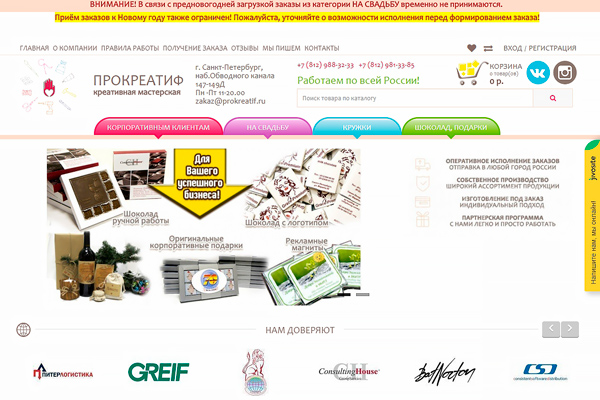 ВНИМАНИЕ! В связи с предновогодней загрузкой заказы из категории НА СВАДЬБУ временно не принимаются.
Приём заказов к Новому году также ограничен! Пожалуйста, уточняйте о возможности исполнения перед формированием заказа!
ГЛАВНАЯ О КОМПАНИИ ПРАВИЛА РАБОТЫ ПОЛУЧЕНИЕ ЗАКАЗА ОТЗЫВЫ МЫ ПИШЕМ КОНТАКТЫ
ВХОД / РЕГИСТРАЦИЯ
ПРОКРЕАТИФ
креативная мастерская
г. Санкт-Петербург,
наб.Обводного канала
147-149Д
Пн -Пт 11-20.00
zakaz@prokreatif.ru
+7 (812) 988-32-33 +7 (812) 981-33-85
Работаем по всей России!
Поиск товара по каталогу
КОРЗИНА
0 товар(ов)
0 р.
КОРПОРАТИВНЫМ КЛИЕНТАМ
НА СВАДЬБУ
КРУЖКИ
ШОКОЛАД, ПОДАРКИ
Для
Вашего
успешного
бизнеса!
Шоколад
ручной работы
Шоколад с логотипом
Оригинальные
корпоративные подарки
Рекламные
магниты
ОПЕРАТИВНОЕ ИСПОЛНЕНИЕ ЗАКАЗОВ
ОТПРАВКА В ЛЮБОЙ ГОРОД РОССИИ
СОБСТВЕННОЕ ПРОИЗВОДСТВО
ШИРОКИЙ АССОРТИМЕНТ ПРОДУКЦИИ
ИЗГОТОВЛЕНИЕ ПОД ЗАКАЗ
ИНДИВИДУАЛЬНЫЙ ПОДХОД
ПАРТНЕРСКАЯ ПРОГРАММА
С НАМИ ЛЕГКО И ПРОСТО РАБОТАТЬ
jivosite
Напишите нам, мы онлайн!
НАМ ДОВЕРЯЮТ
ПИТЕРЛОГИСТИКА
GREIF
ConsultingHouse
CH
Bad Norton
CSD